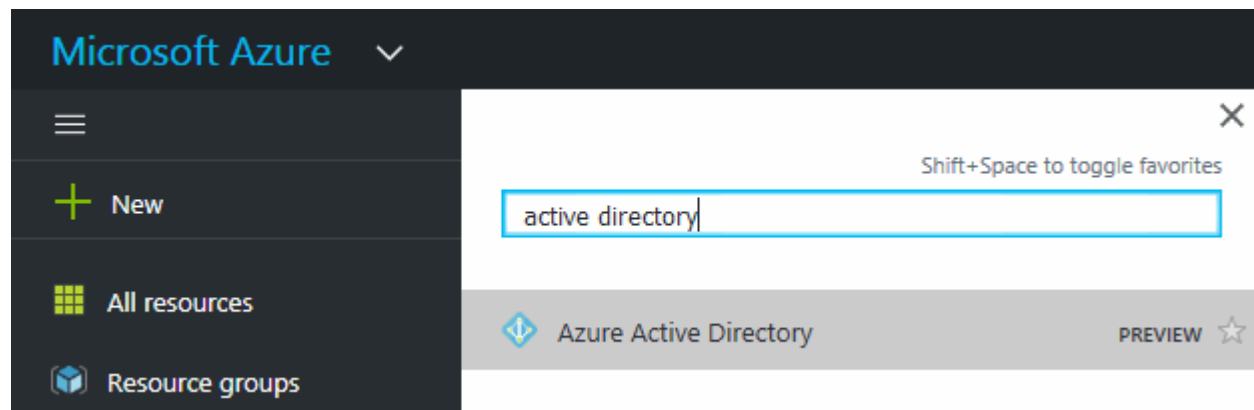 Microsoft Azure
Shift+Space to toggle favorites
New
active directory
All resources
Azure Active Directory PREVIEW
Resource groups